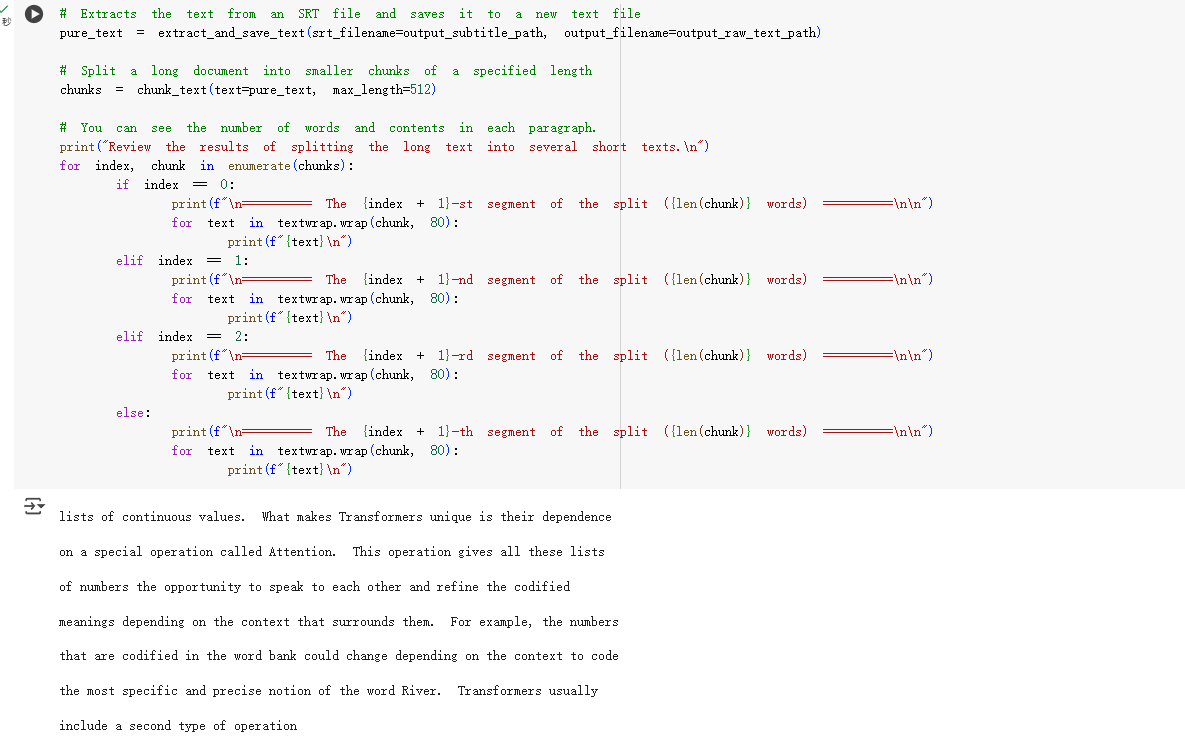 秒
# Extracts the text from an SRT file and saves it to a new text file
pure_text = extract_and_save_text(srt_filename=output_subtitle_path, output_filename=output_raw_text_path)
# Split a long document into smaller chunks of a specified length
chunks = chunk_text(text=pure_text, max_length=512)
# You can see the number of words and contents in each paragraph.
print("Review the results of splitting the long text into several short texts.\n")
for index, chunk in enumerate(chunks):
if index == 0:
print(f"\n========== The {index + 1}-st segment of the split ({len(chunk)} words) ==========\n\n")
for text in textwrap.wrap(chunk, 80):
print(f"{text}\n")
elif index == 1:
print(f"\n========== The {index + 1}-nd segment of the split ({len(chunk)} words) ==========\n\n")
for text in textwrap.wrap(chunk, 80):
print(f"{text}\n")
elif index == 2:
print(f"\n========== The {index + 1}-rd segment of the split ({len(chunk)} words) ==========\n\n")
for text in textwrap.wrap(chunk, 80):
print(f"{text}\n")
else:
print(f"\n========== The {index + 1}-th segment of the split ({len(chunk)} words) ==========\n\n")
for text in textwrap.wrap(chunk, 80):
print(f"{text}\n")
lists of continuous values.  What makes Transformers unique is their dependence
on a special operation called Attention.  This operation gives all these lists
of numbers the opportunity to speak to each other and refine the codified
meanings depending on the context that surrounds them.  For example, the numbers
that are codified in the word bank could change depending on the context to code
the most specific and precise notion of the word River.  Transformers usually
include a second type of operation